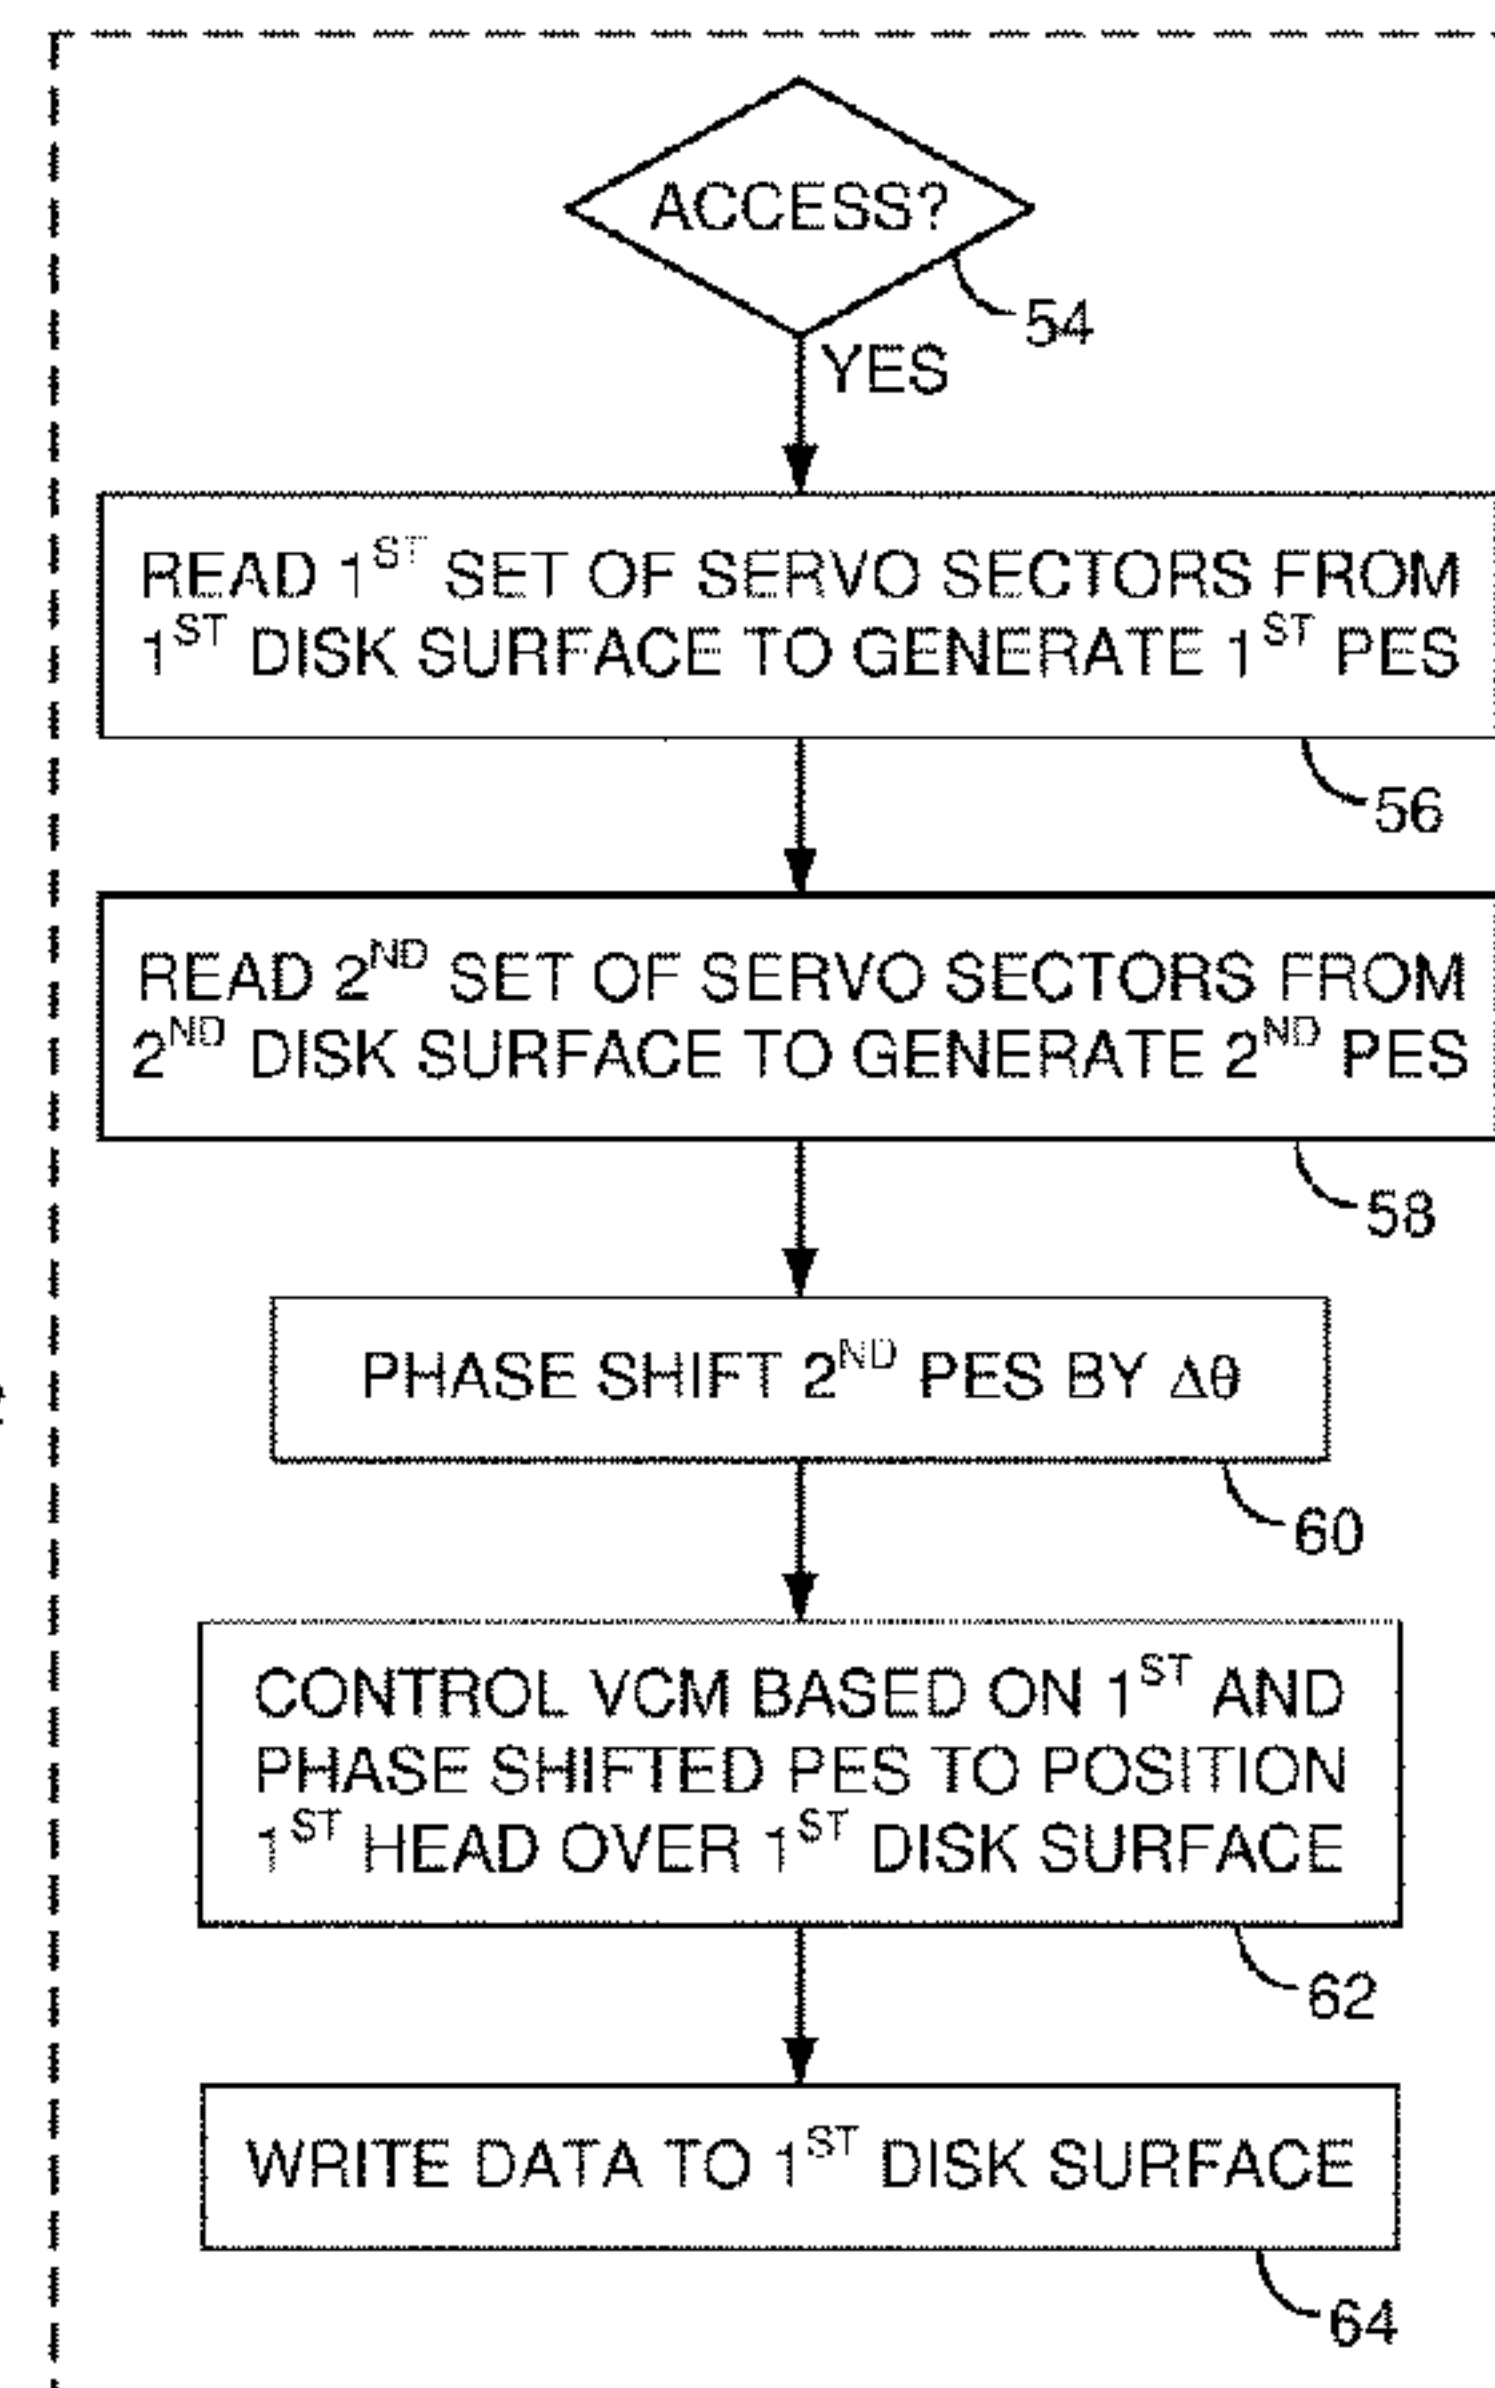 ACCESS?
54
YES
READ 1ST SET OF SERVO SECTORS FROM
1ST DISK SURFACE TO GENERATE 1ST PES
56
READ 2ND SET OF SERVO SECTORS FROM
2ND DISK SURFACE TO GENERATE 2ND PES
58
PHASE SHIFT 2ND PES BY Δθ
60
CONTROL VCM BASED ON 1ST AND
PHASE SHIFTED PES TO POSITION
1ST HEAD OVER 1ST DISK SURFACE
62
WRITE DATA TO 1ST DISK SURFACE
64